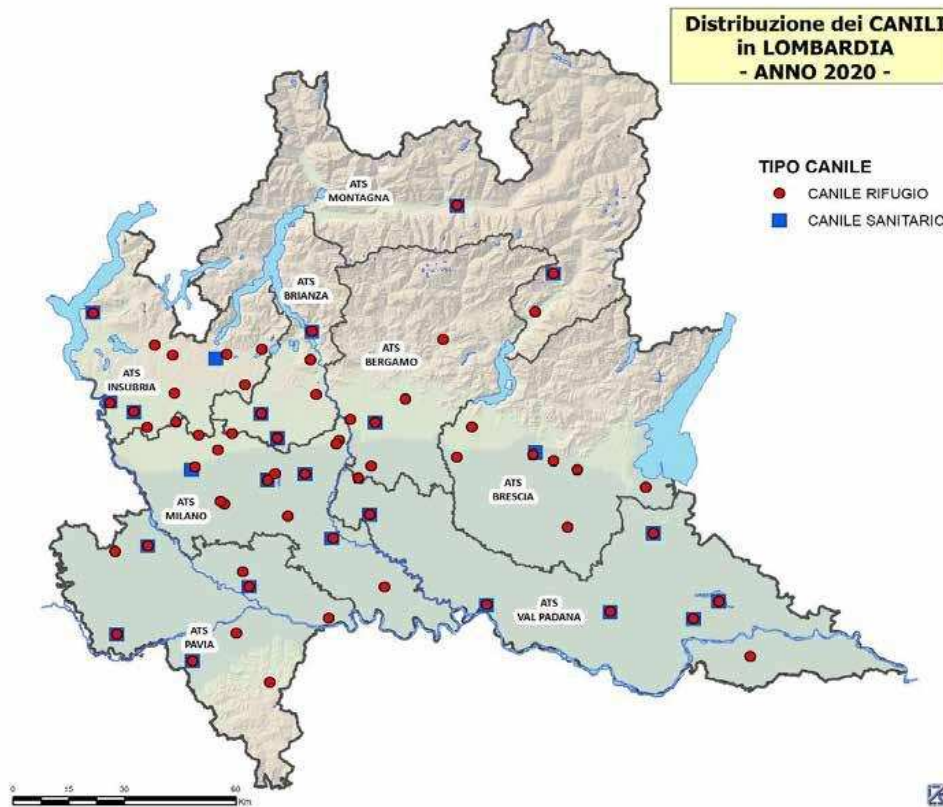 Distribuzione dei CANILI
in LOMBARDIA
- ANNO 2020 -
TIPO CANILE
CANILE RIFUGIO
CANILE SANITARIO
ATS
MONTAGNA
ATS
BRIANZA
ATS
BERGAMO
ATS
INSUBRIA
ATS
BRESCIA
ATS
MILANO
ATS
VAL PADANA
ATS
PAVIA
0 15 30 60
Km